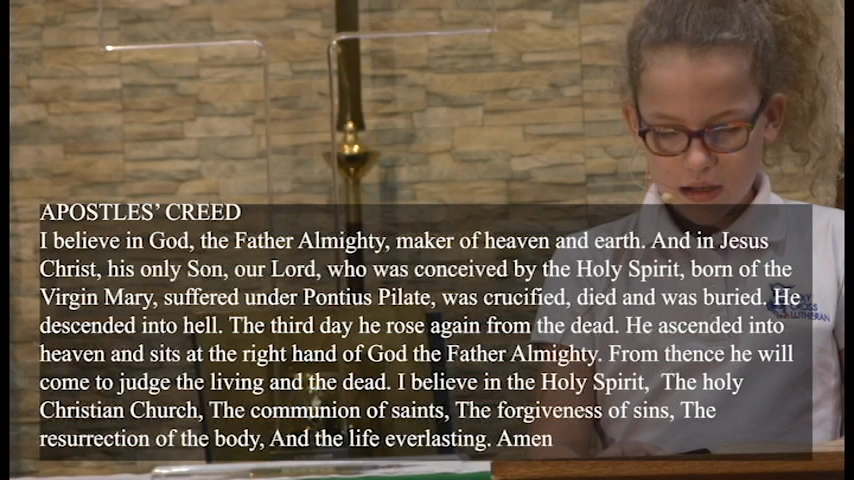 APOSTLES’ CREED
I believe in God, the Father Almighty, maker of heaven and earth. And in Jesus
Christ, his only Son, our Lord, who was conceived by the Holy Spirit, born of the
Virgin Mary, suffered under Pontius Pilate, was crucified, died and was buried. He
descended into hell. The third day he rose again from the dead. He ascended into
heaven and sits at the right hand of God the Father Almighty. From thence he will
come to judge the living and the dead. I believe in the Holy Spirit,  The holy
Christian Church, The communion of saints, The forgiveness of sins, The
resurrection of the body, And the life everlasting. Amen
CROSS
LUTHERAN